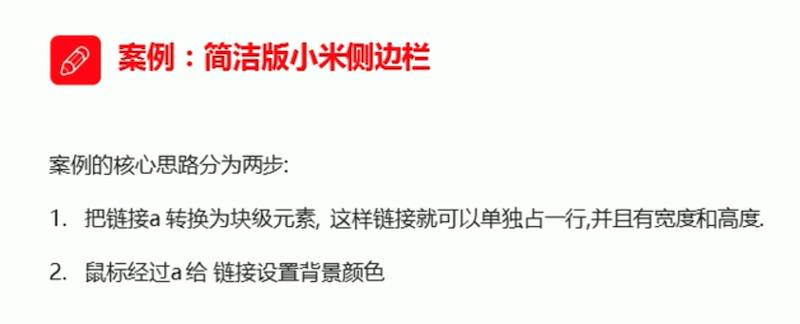 案例：简洁版小米侧边栏
案例的核心思路分为两步:
1. 把链接a 转换为块级元素, 这样链接就可以单独占一行,并且有宽度和高度.
2. 鼠标经过a 给 链接设置背景颜色